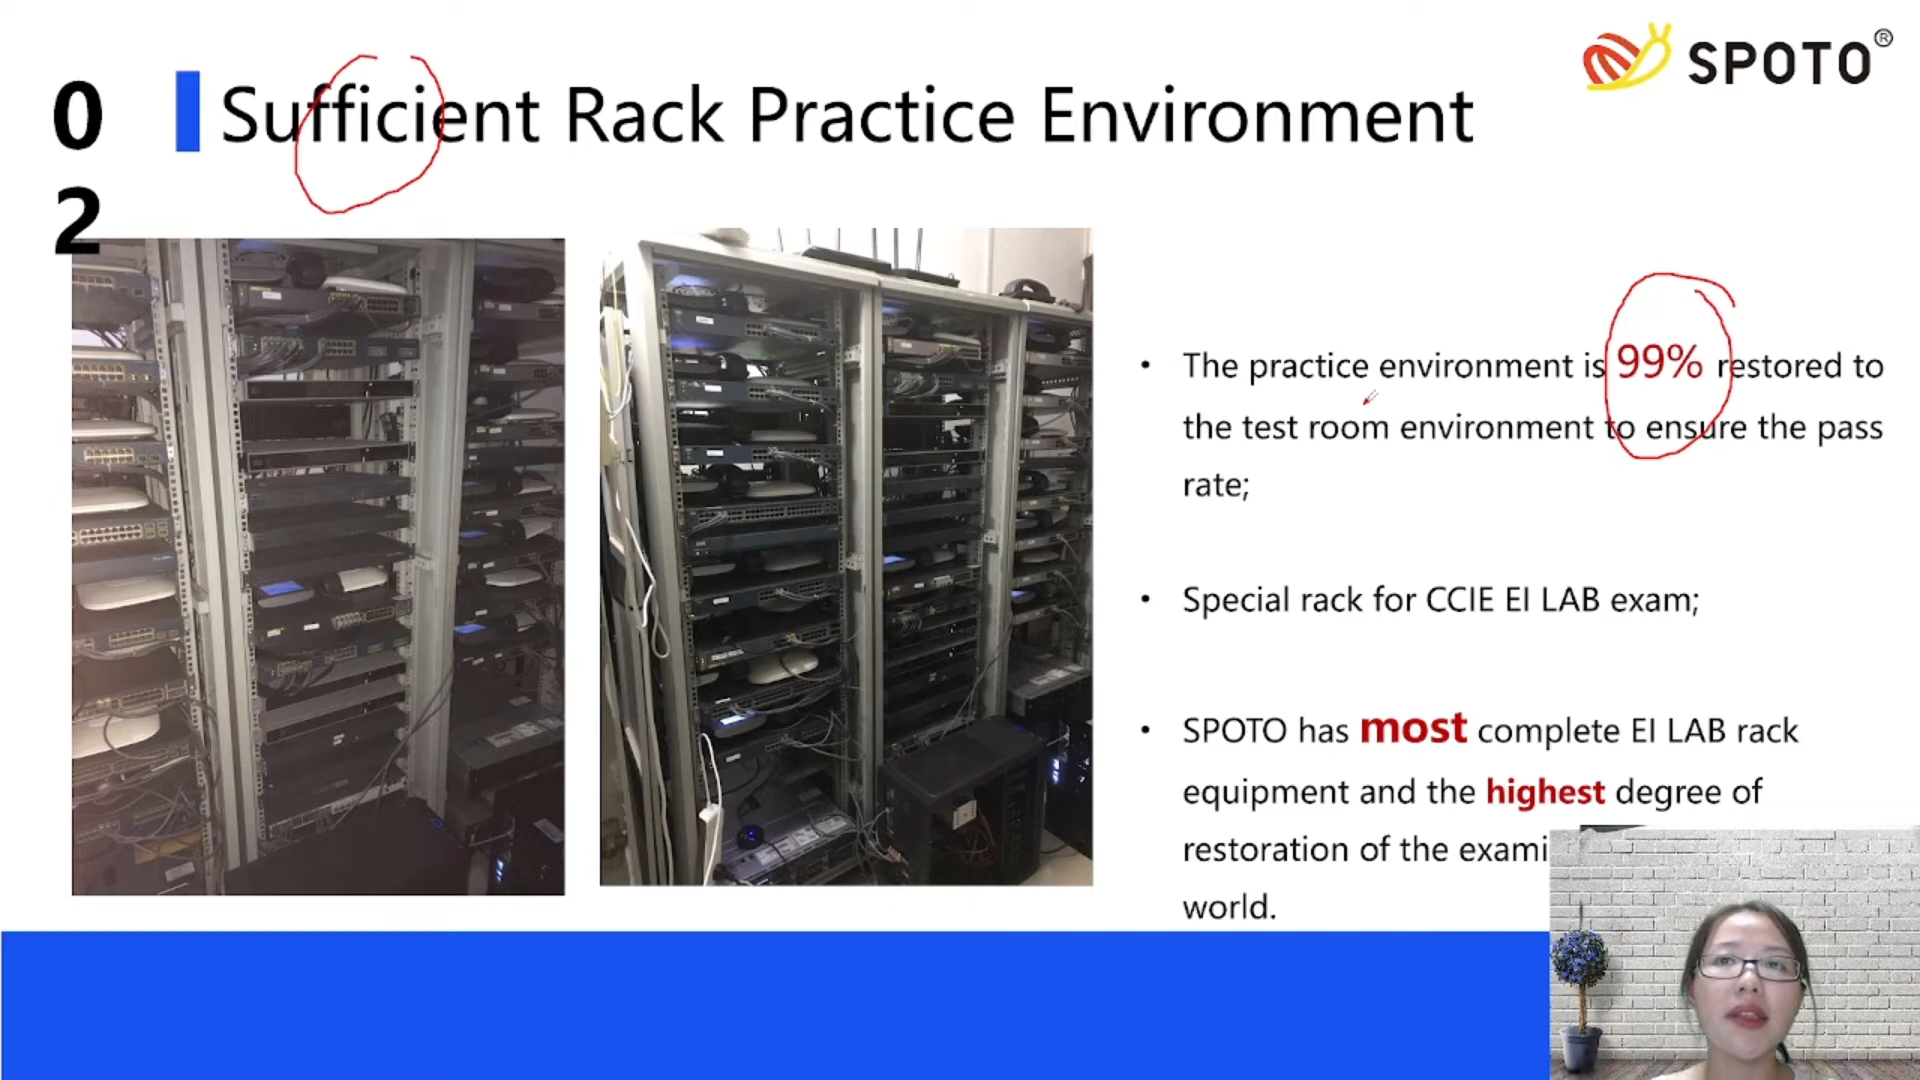 SPOTO®
0
2
Sufficient Rack Practice Environment
• The practice environment is 99% restored to
the test room environment to ensure the pass
rate;
• Special rack for CCIE EI LAB exam;
• SPOTO has most complete EI LAB rack
equipment and the highest degree of
restoration of the exami
world.